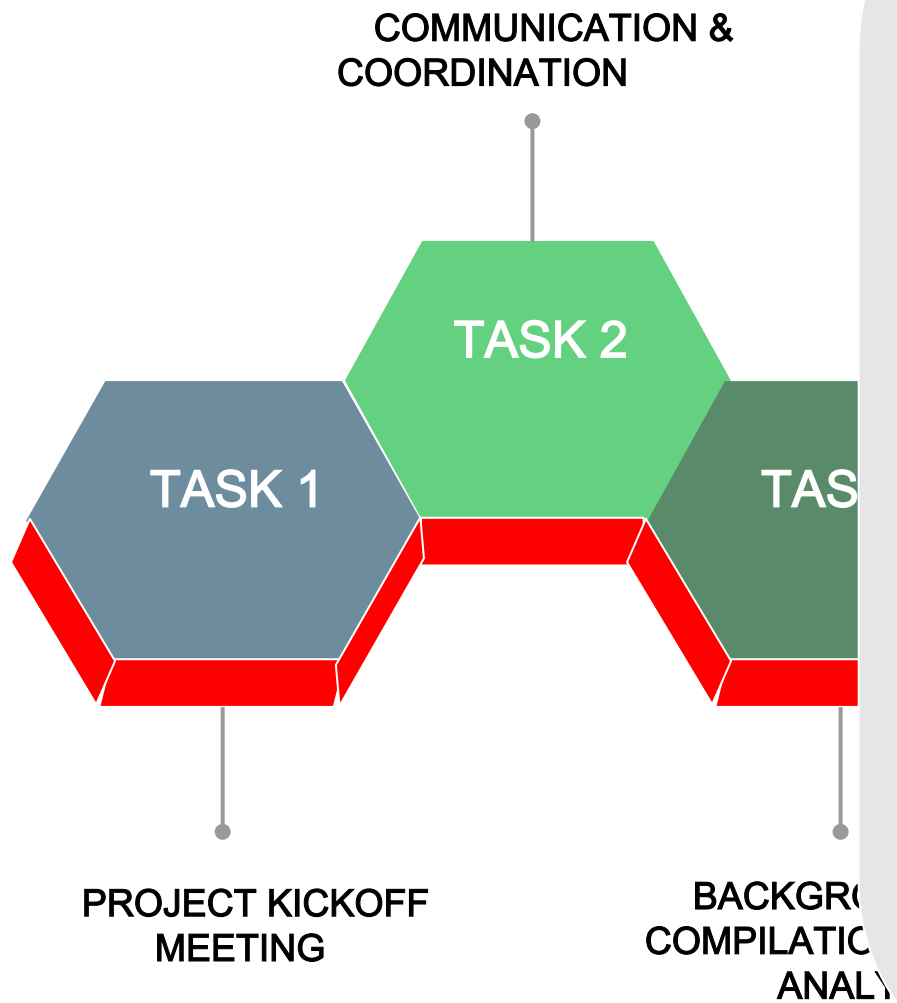 COMMUNICATION &
COORDINATION
TASK 2
TASK 1
PROJECT KICKOFF
MEETING